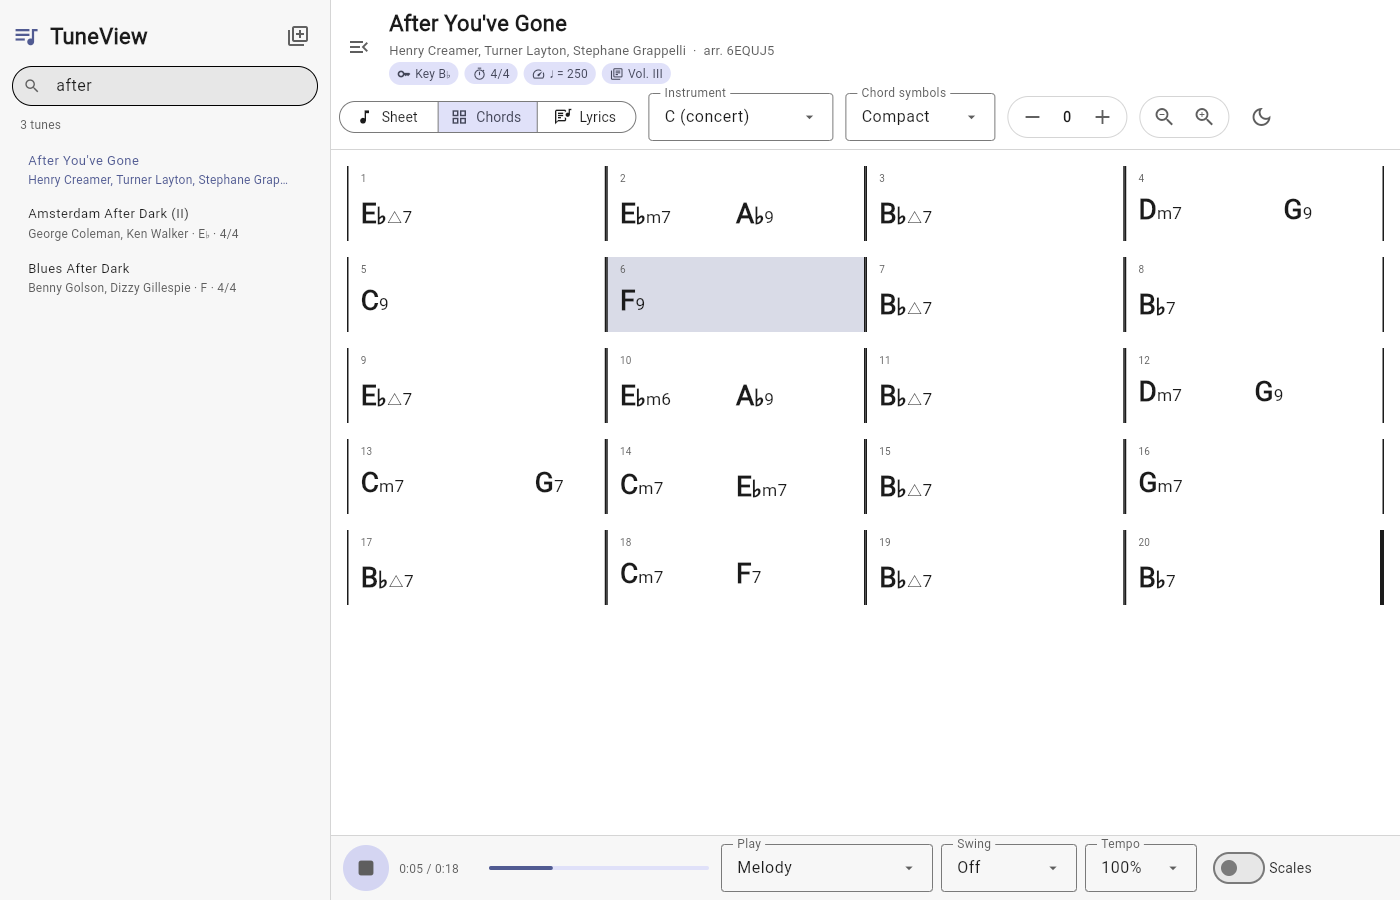 TuneView
after
3 tunes
After You've Gone
Henry Creamer, Turner Layton, Stephane Grap…
Amsterdam After Dark (II)
George Coleman, Ken Walker · E♭ · 4/4
Blues After Dark
Benny Golson, Dizzy Gillespie · F · 4/4
After You've Gone
Henry Creamer, Turner Layton, Stephane Grappelli · arr. 6EQUJ5
Key B♭ 4/4 ♩ = 250 Vol. III
Sheet Chords Lyrics
Instrument
C (concert)
Chord symbols
Compact
0
1 2 3 4
E♭△7 E♭m7 A♭9 B♭△7 Dm7 G9
5 6 7 8
C9 F9 B♭△7 B♭7
9 10 11 12
E♭△7 E♭m6 A♭9 B♭△7 Dm7 G9
13 14 15 16
Cm7 G7 Cm7 E♭m7 B♭△7 Gm7
17 18 19 20
B♭△7 Cm7 F7 B♭△7 B♭7
0:05 / 0:18
Play
Melody
Swing
Off
Tempo
100%
Scales